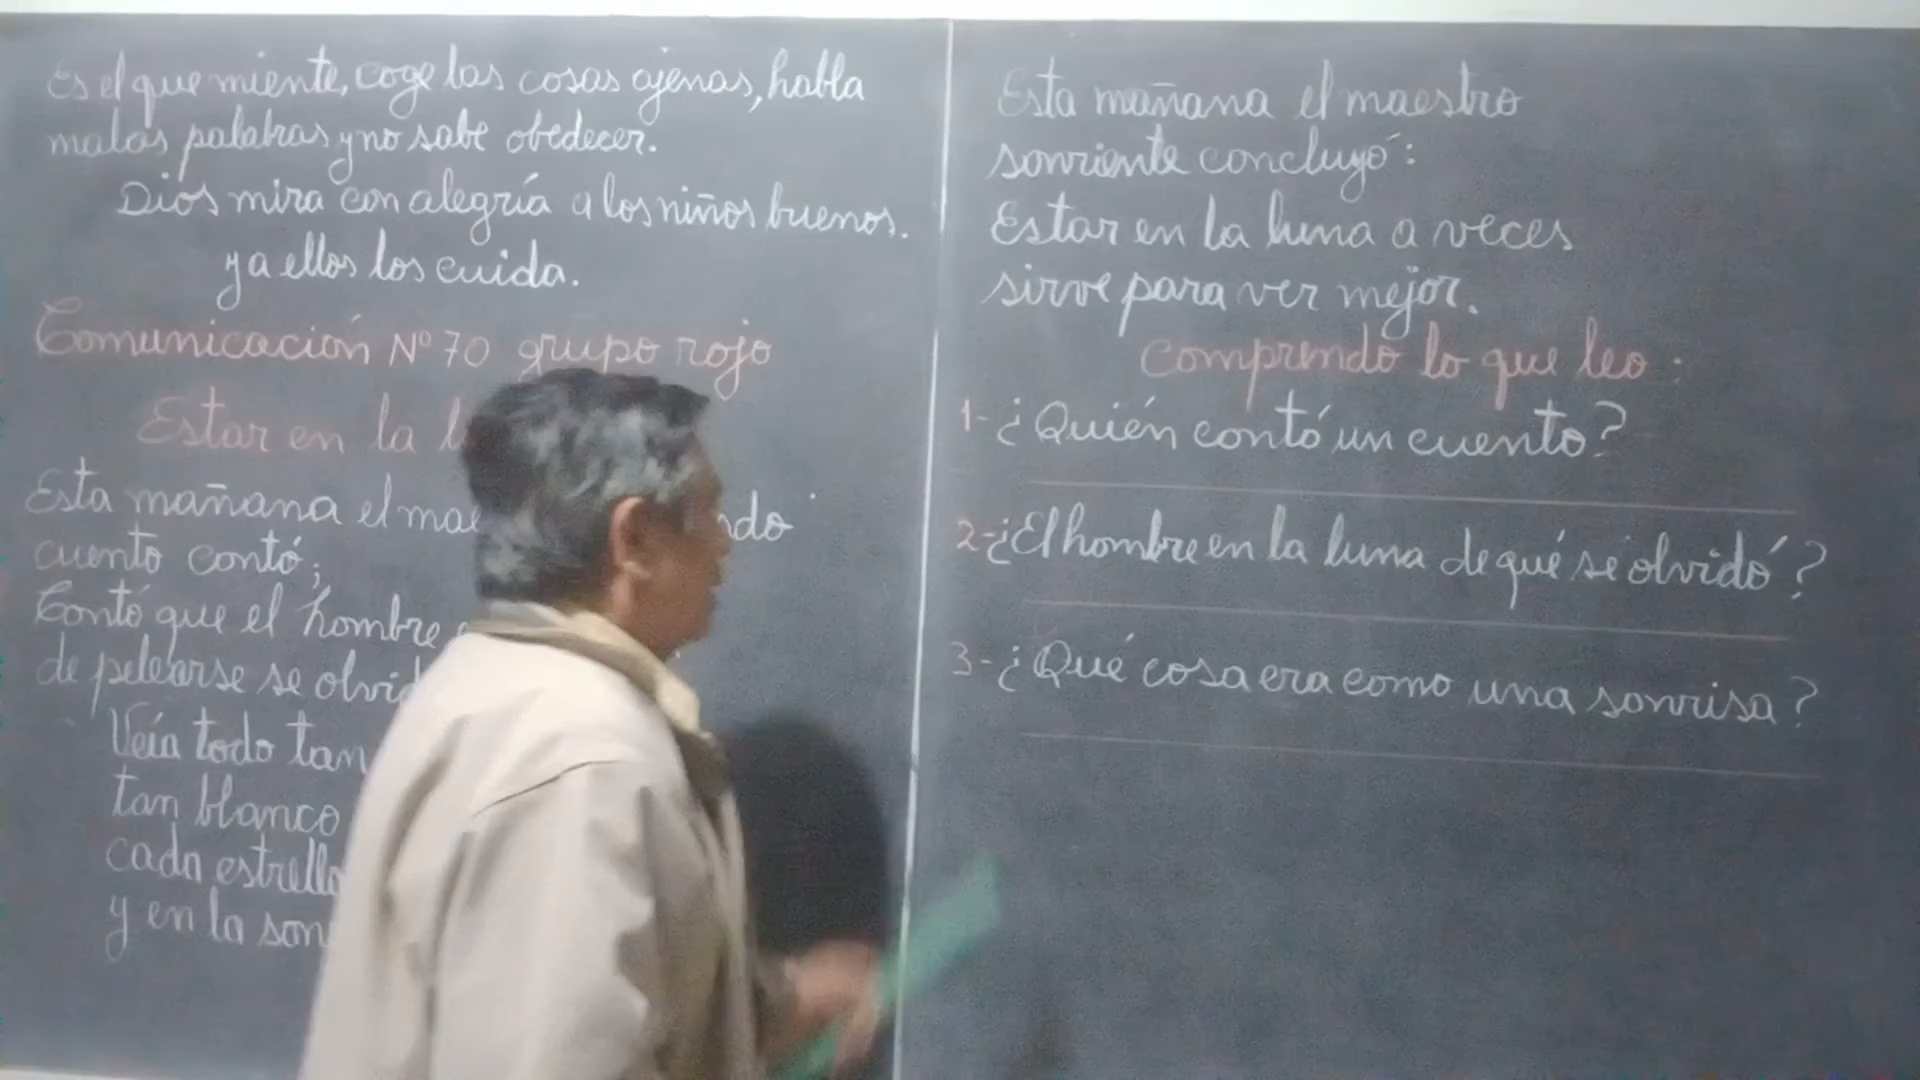 Es el que miente, coge las cosas ajenas, habla
malas palabras y no sabe obedecer.
Dios mira con alegría a los niños buenos.
y a ellos los cuida.
Comunicación Nº 70 grupo rojo
Estar en la
Esta mañana el
cuento contó;
Contó que el hombre
de pelearse se
Veía todo tan
tan blanco
cada
y en la
Esta mañana el maestro
sonriente concluyó:
Estar en la luna a veces
sirve para ver mejor.
Comprendo lo que leo:
1-¿Quién contó un cuento?
2-¿El hombre en la luna de qué se olvidó?
3-¿Qué cosa era como una sonrisa?